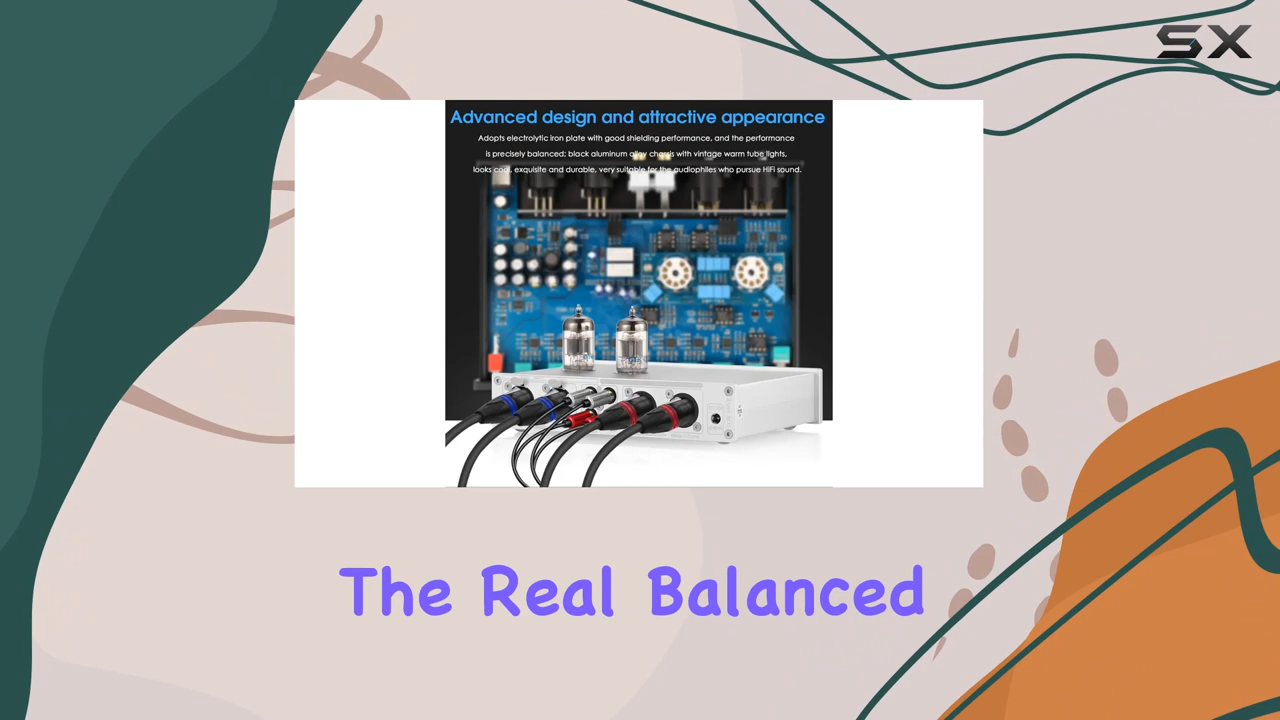 SX
Advanced design and attractive appearance
Adopts electrolytic iron plate with good shielding performance, and the performance
is precisely balanced; black aluminum alloy chassis with vintage warm tube lights,
looks cool, exquisite and durable, very suitable for the audiophiles who pursue HiFi sound.
The Real Balanced